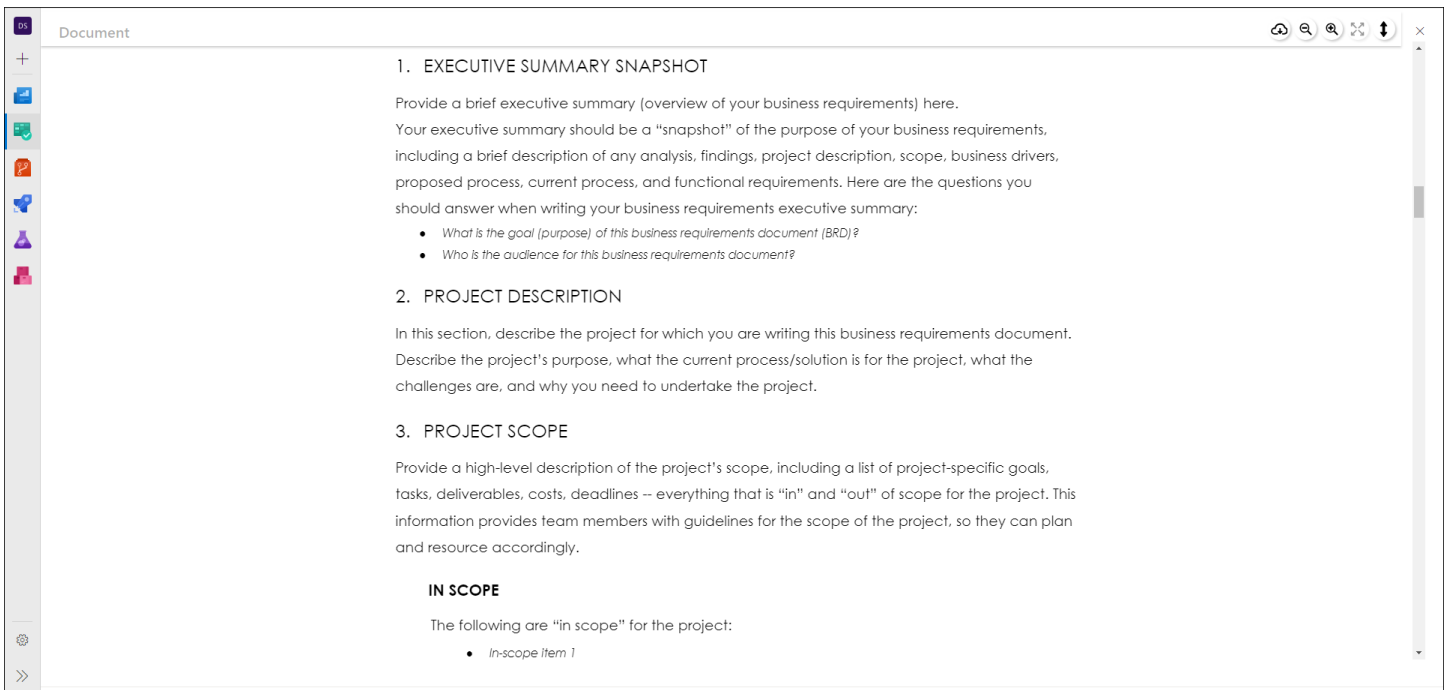 DS
Document
1. EXECUTIVE SUMMARY SNAPSHOT
Provide a brief executive summary (overview of your business requirements) here.
Your executive summary should be a “snapshot” of the purpose of your business requirements,
including a brief description of any analysis, findings, project description, scope, business drivers,
proposed process, current process, and functional requirements. Here are the questions you
should answer when writing your business requirements executive summary:
• What is the goal (purpose) of this business requirements document (BRD)?
• Who is the audience for this business requirements document?
2. PROJECT DESCRIPTION
In this section, describe the project for which you are writing this business requirements document.
Describe the project’s purpose, what the current process/solution is for the project, what the
challenges are, and why you need to undertake the project.
3. PROJECT SCOPE
Provide a high-level description of the project’s scope, including a list of project-specific goals,
tasks, deliverables, costs, deadlines -- everything that is “in” and “out” of scope for the project. This
information provides team members with guidelines for the scope of the project, so they can plan
and resource accordingly.
IN SCOPE
The following are “in scope” for the project:
• In-scope item 1